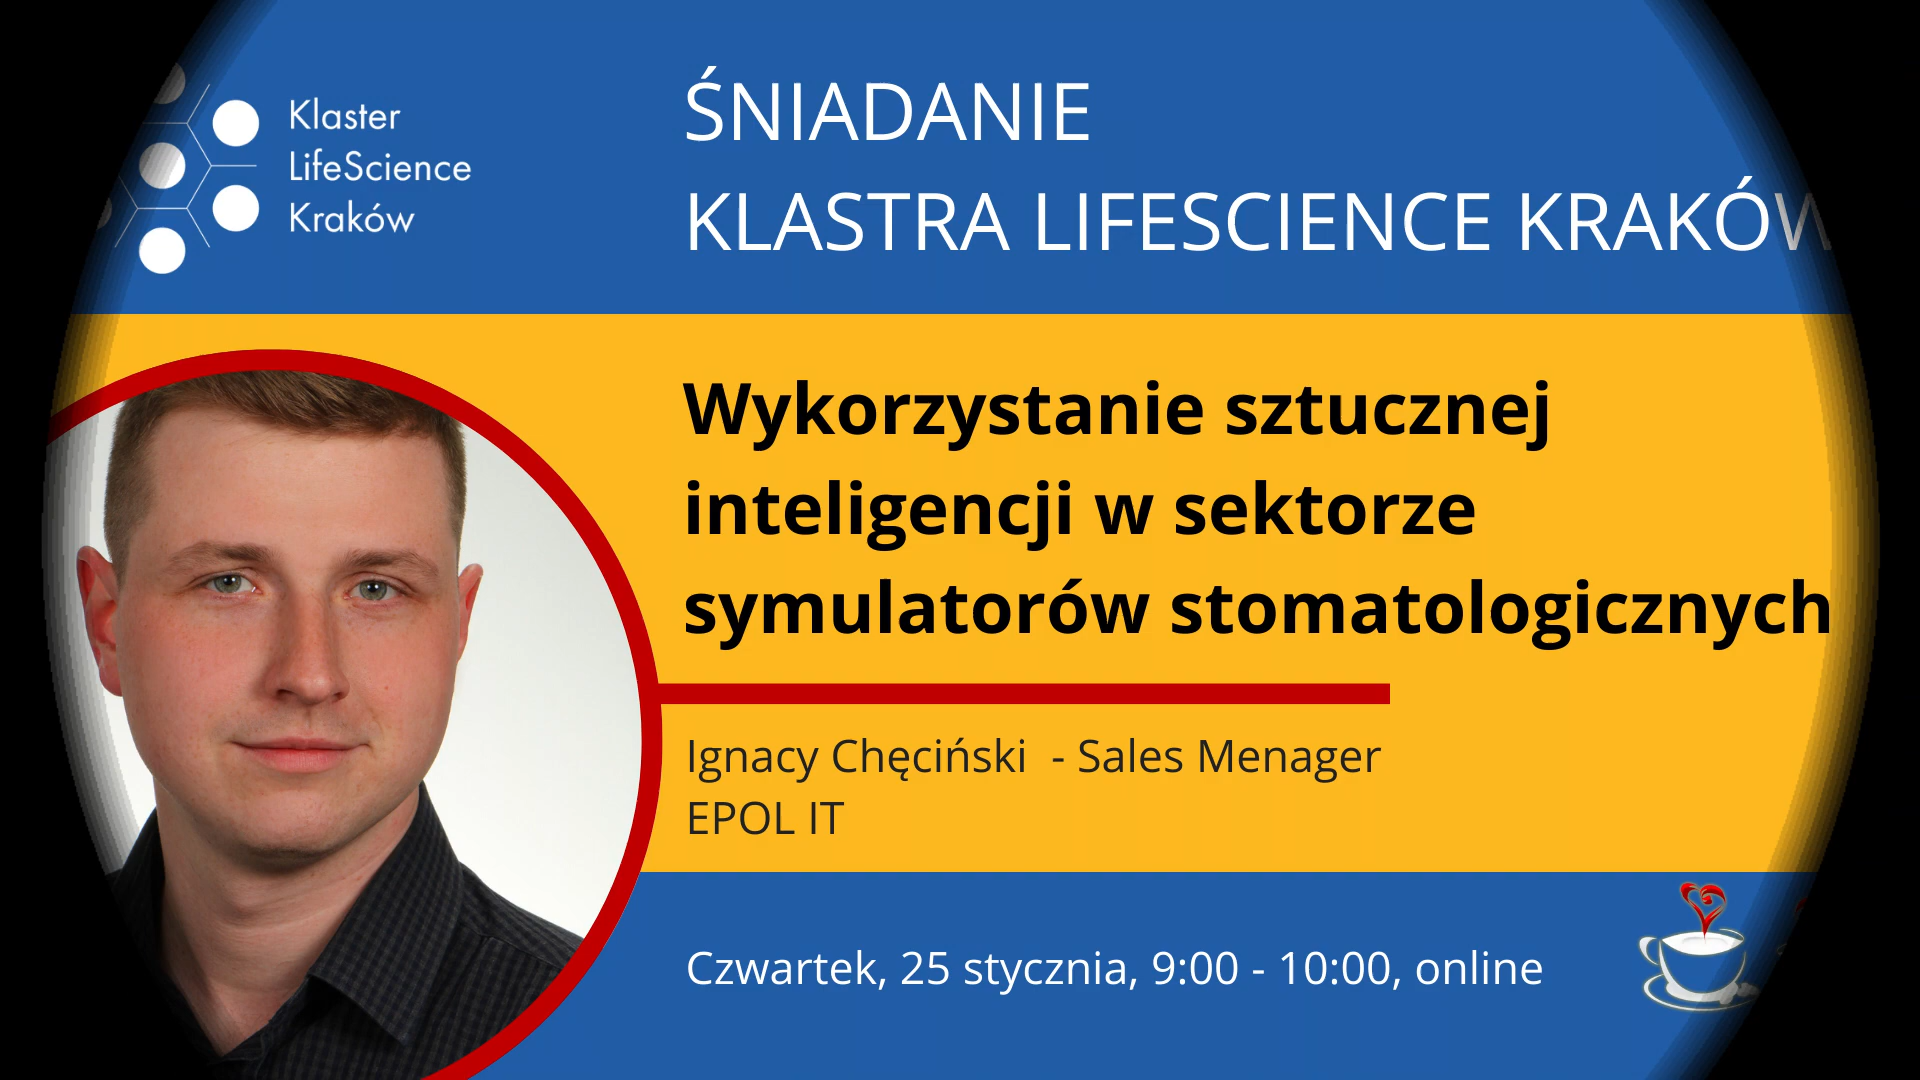 Klaster
LifeScience
Kraków
ŚNIADANIE
KLASTRA LIFESCIENCE KRAKÓW
Wykorzystanie sztucznej
inteligencji w sektorze
symulatorów stomatologicznych
Ignacy Chęciński - Sales Menager
EPOL IT
Czwartek, 25 stycznia, 9:00 - 10:00, online